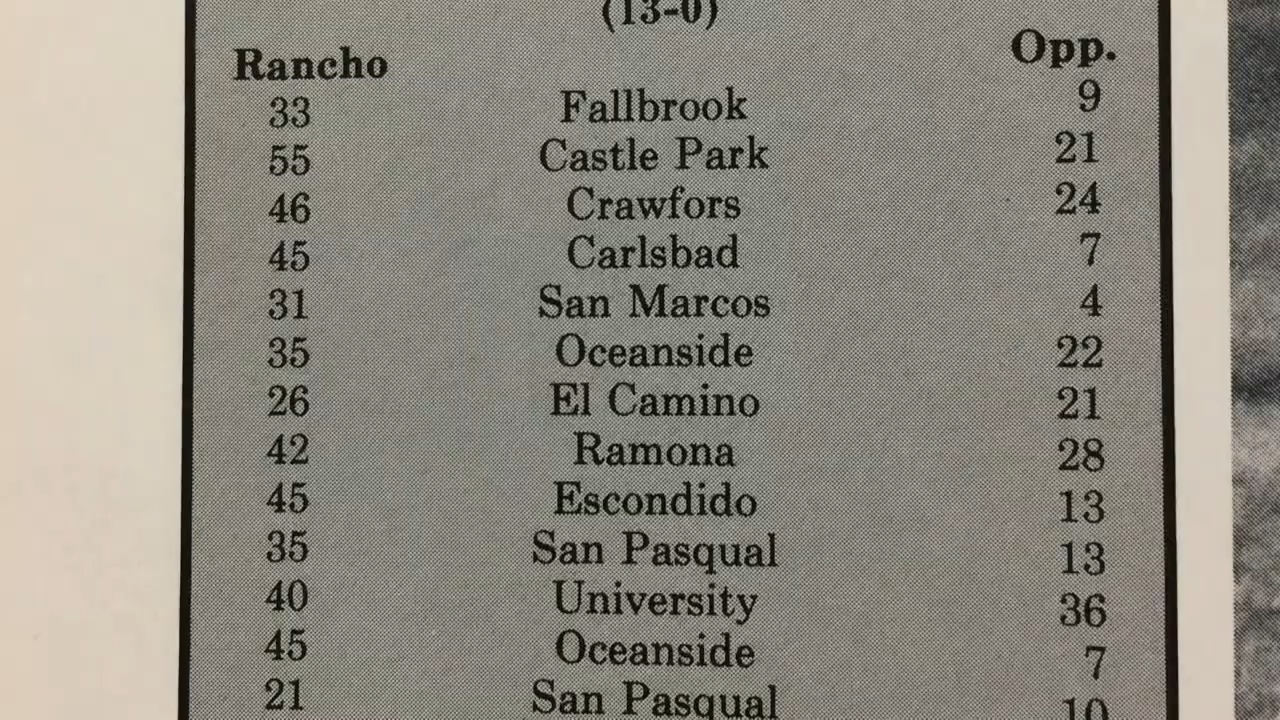 (13-0)
Rancho Opp.
33 Fallbrook 9
55 Castle Park 21
46 Crawfors 24
45 Carlsbad 7
31 San Marcos 4
35 Oceanside 22
26 El Camino 21
42 Ramona 28
45 Escondido 13
35 San Pasqual 13
40 University 36
45 Oceanside 7
21 San Pasqual 10